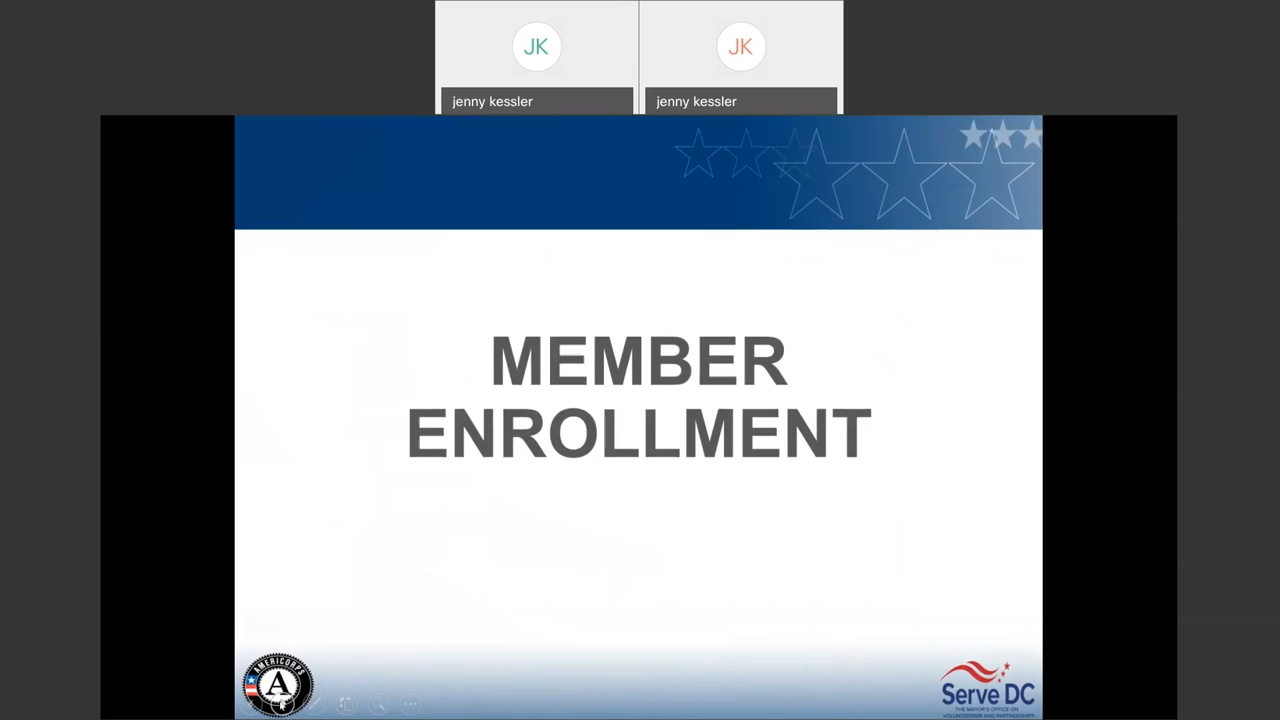 JK
JK
jenny kessler
jenny kessler
MEMBER
ENROLLMENT
AMERICORPS
A
Serve DC
THE MAYOR'S OFFICE ON
VOLUNTEERISM AND PARTNERSHIPS